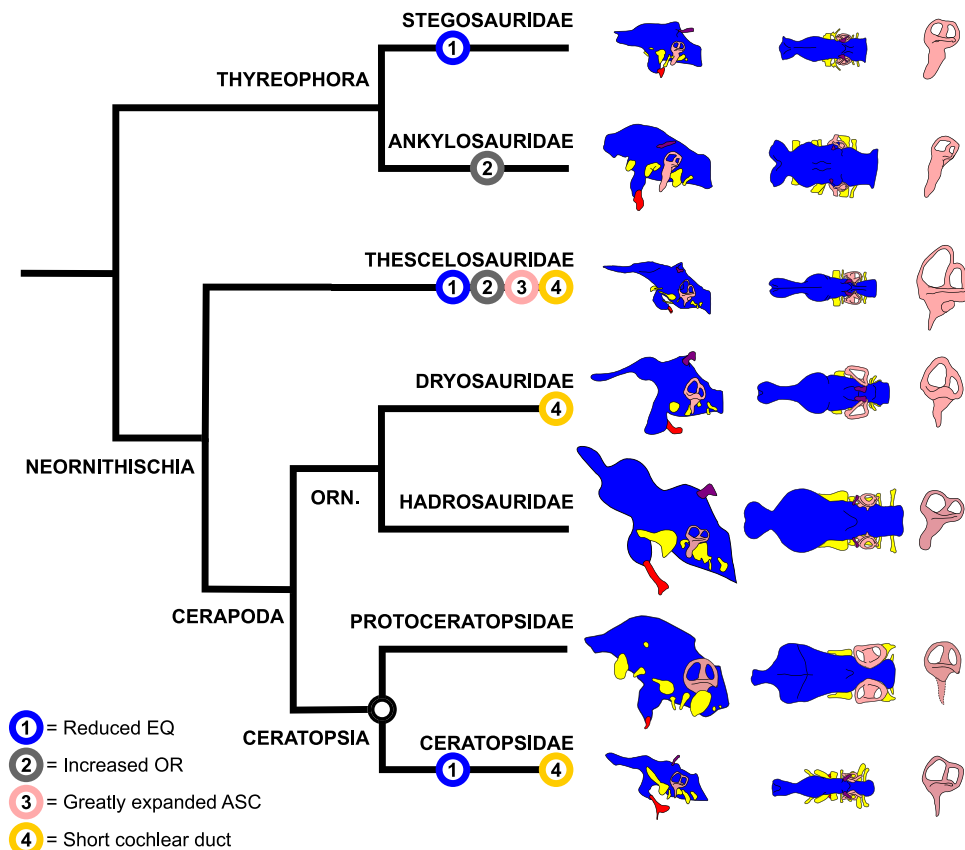 STEGOSAURIDAE
1
THYREOPHORA
ANKYLOSAURIDAE
2
THESCELOSAURIDAE
1 2 3 4
DRYOSAURIDAE
4
NEORNITHISCHIA
ORN.
HADROSAURIDAE
CERAPODA
PROTOCERATOPSIDAE
CERATOPSIA
CERATOPSIDAE
1 4
1 = Reduced EQ
2 = Increased OR
3 = Greatly expanded ASC
4 = Short cochlear duct